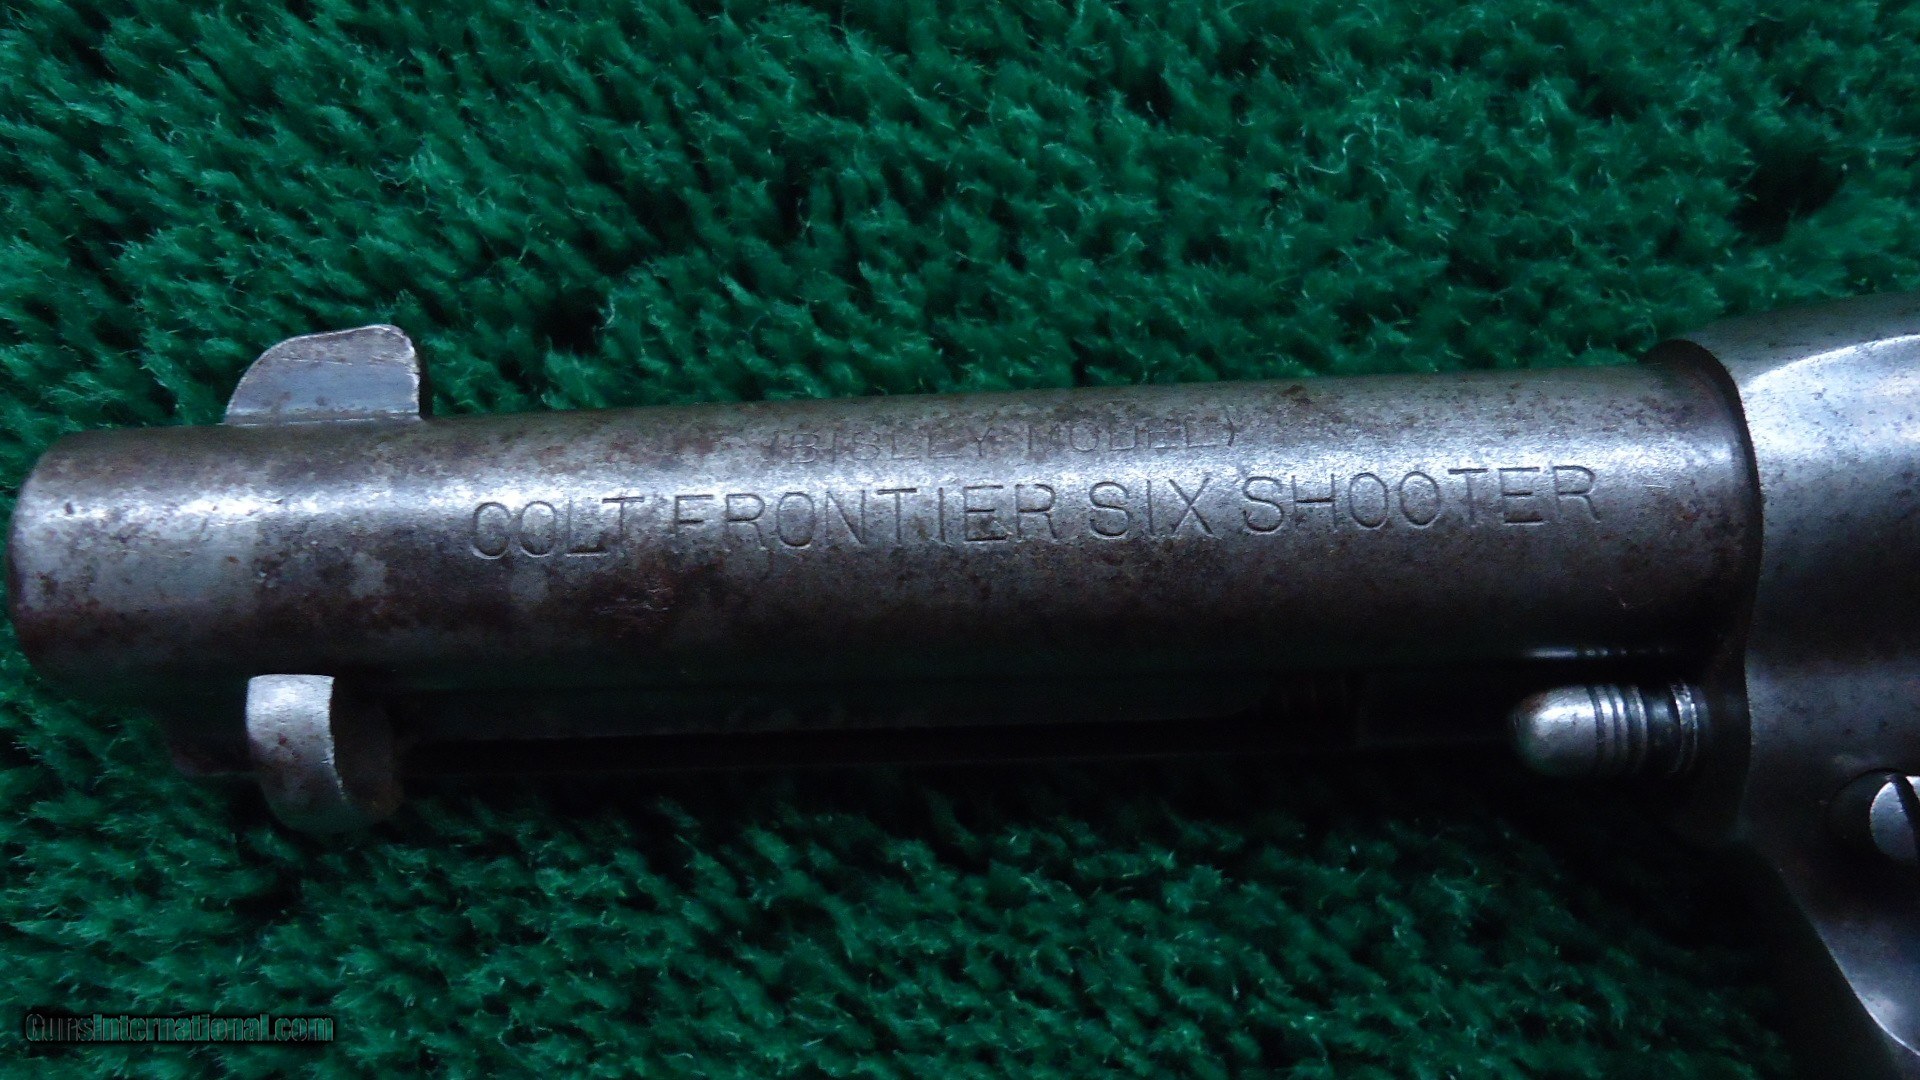 (BISLEY MODEL)
COLT FRONTIER SIX SHOOTER
GunsInternational.com